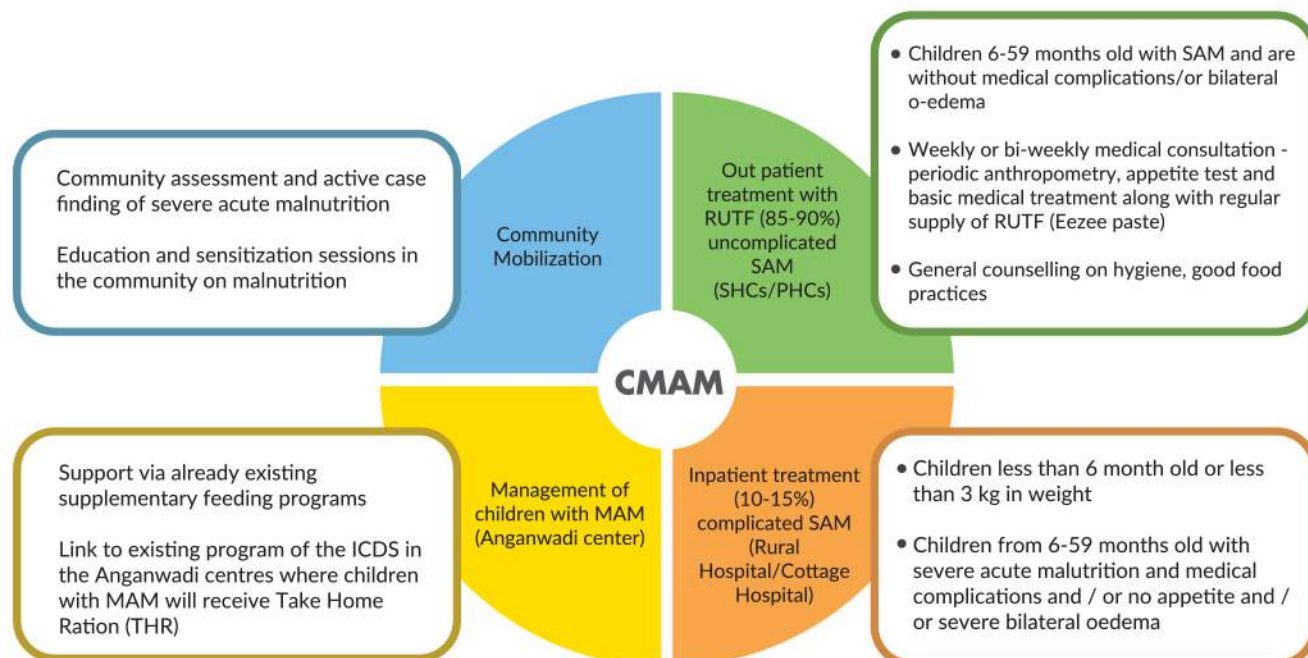 Community assessment and active case
finding of severe acute malnutrition
Education and sensitization sessions in
the community on malnutrition
Community
Mobilization
Out patient
treatment with
RUTF (85-90%)
uncomplicated
SAM
(SHCs/PHCs)
• Children 6-59 months old with SAM and are
without medical complications/or bilateral
o-edema
• Weekly or bi-weekly medical consultation -
periodic anthropometry, appetite test and
basic medical treatment along with regular
supply of RUTF (Eezee paste)
• General counselling on hygiene, good food
practices
CMAM
Support via already existing
supplementary feeding programs
Link to existing program of the ICDS in
the Anganwadi centres where children
with MAM will receive Take Home
Ration (THR)
Management of
children with MAM
(Anganwadi center)
Inpatient treatment
(10-15%)
complicated SAM
(Rural
Hospital/Cottage
Hospital)
• Children less than 6 month old or less
than 3 kg in weight
• Children from 6-59 months old with
severe acute malutrition and medical
complications and / or no appetite and /
or severe bilateral oedema